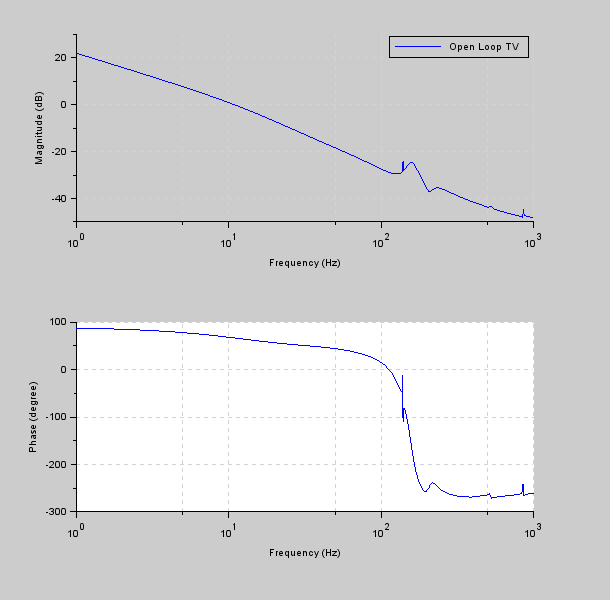 Open Loop TV
20
0
-20
-40
Magnitude (dB)
10^0 10^1 10^2 10^3
Frequency (Hz)
100
0
-100
-200
-300
Phase (degree)
10^0 10^1 10^2 10^3
Frequency (Hz)